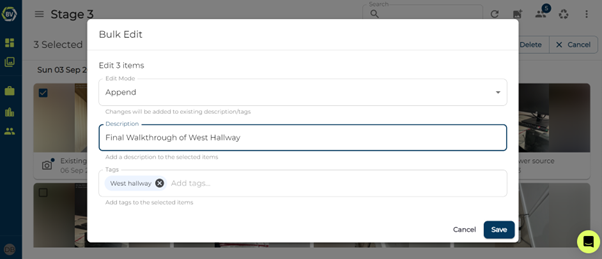 BV
Stage 3
Search
5
3 Selected
Delete
Cancel
Bulk Edit
Edit 3 items
Edit Mode
Append
Changes will be added to existing description/tags
Description
Final Walkthrough of West Hallway
Add a description to the selected items
Tags
West hallway
Add tags...
Add tags to the selected items
Cancel
Save
Sun 03 Sep
Existing
06 Sep
wer source